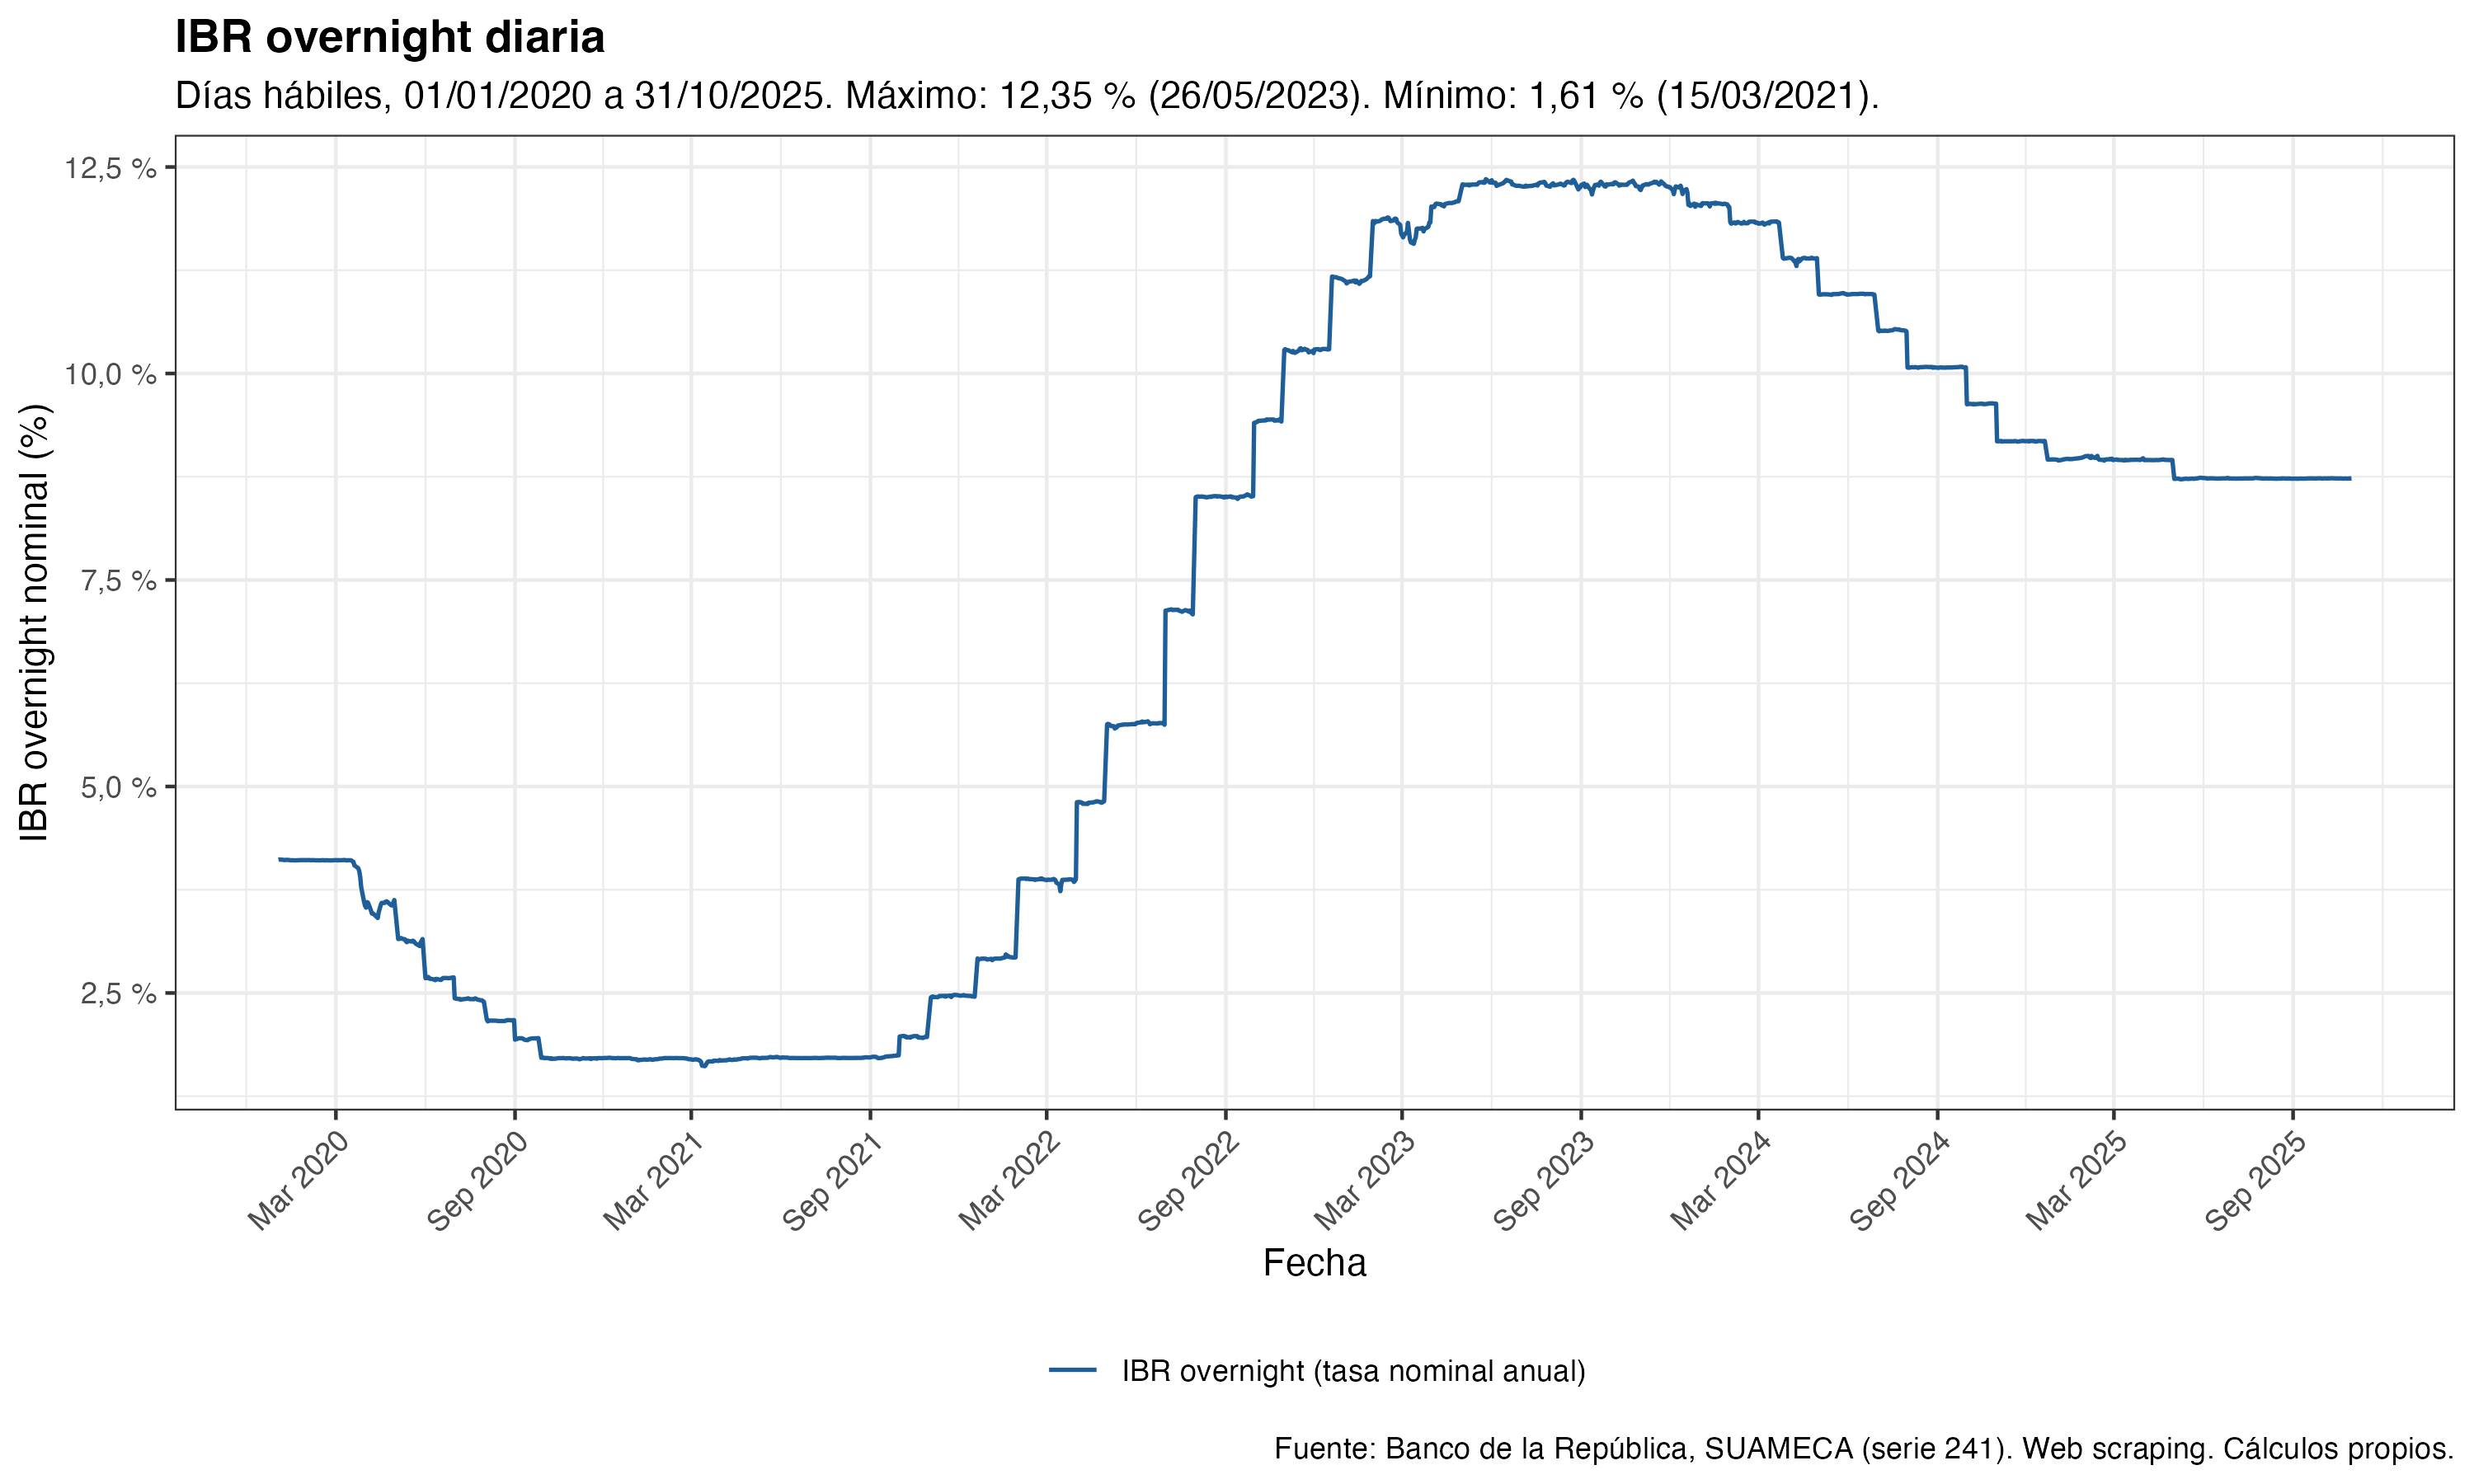 IBR overnight diaria
Días hábiles, 01/01/2020 a 31/10/2025. Máximo: 12,35 % (26/05/2023). Mínimo: 1,61 % (15/03/2021).
IBR overnight nominal (%)
12,5 %
10,0 %
7,5 %
5,0 %
2,5 %
Mar 2020
Sep 2020
Mar 2021
Sep 2021
Mar 2022
Sep 2022
Mar 2023
Sep 2023
Mar 2024
Sep 2024
Mar 2025
Sep 2025
Fecha
IBR overnight (tasa nominal anual)
Fuente: Banco de la República, SUAMECA (serie 241). Web scraping. Cálculos propios.